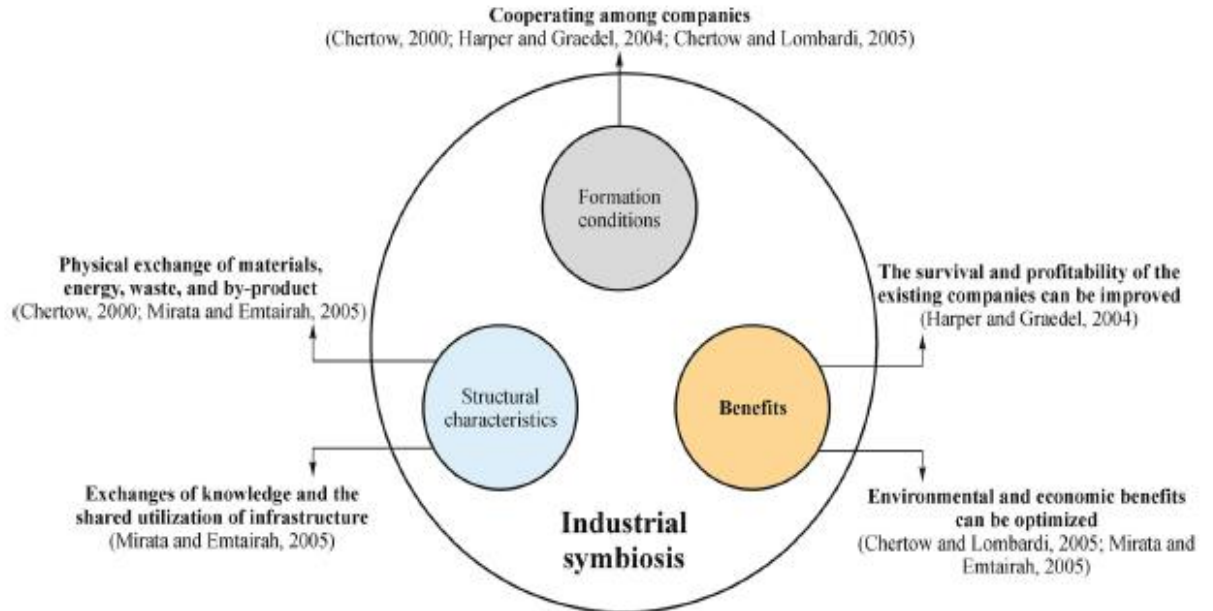 Cooperating among companies
(Chertow, 2000; Harper and Graedel, 2004; Chertow and Lombardi, 2005)
Formation
conditions
Physical exchange of materials,
energy, waste, and by-product
(Chertow, 2000; Mirata and Emtairah, 2005)
The survival and profitability of the
existing companies can be improved
(Harper and Graedel, 2004)
Structural
characteristics
Benefits
Exchanges of knowledge and the
shared utilization of infrastructure
(Mirata and Emtairah, 2005)
Industrial
symbiosis
Environmental and economic benefits
can be optimized
(Chertow and Lombardi, 2005; Mirata and
Emtairah, 2005)